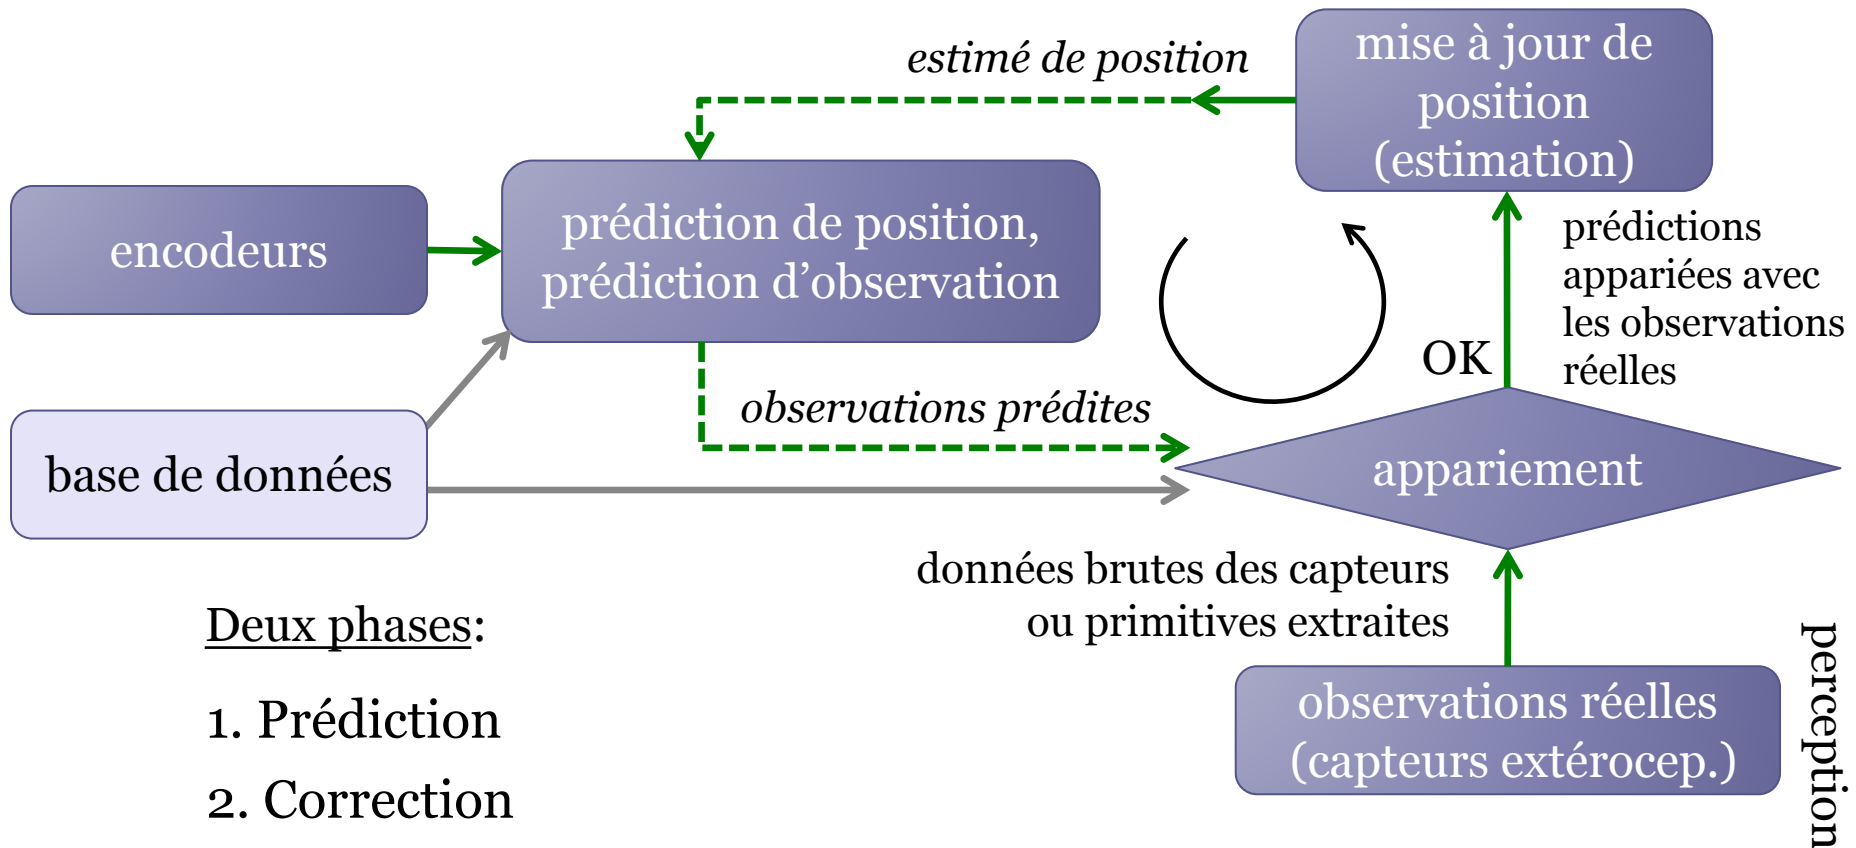 estimé de position
mise à jour de
position
(estimation)
encodeurs
prédiction de position,
prédiction d’observation
prédictions
appariées avec
les observations
réelles
OK
observations prédites
base de données
appariement
données brutes des capteurs
ou primitives extraites
Deux phases:
1. Prédiction
2. Correction
observations réelles
(capteurs extérocep.)
perception